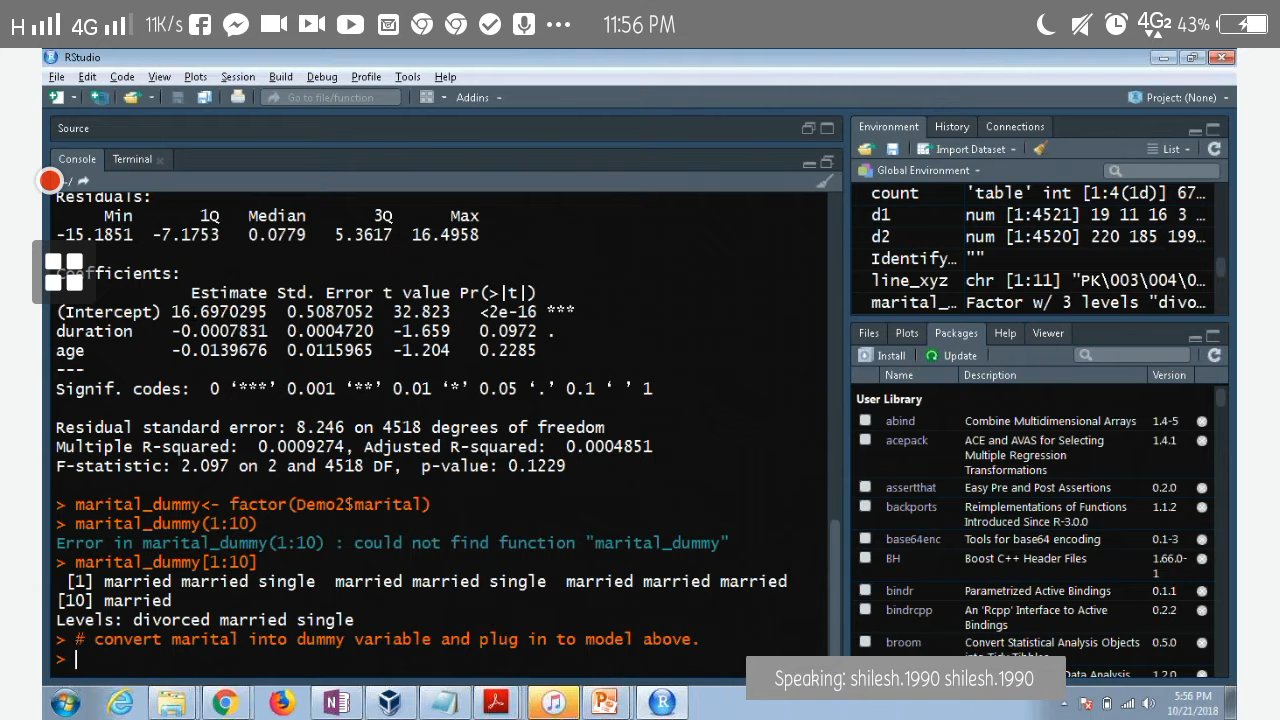 H 4G 11K/s 11:56 PM 4G2 43%
RStudio
File Edit Code View Plots Session Build Debug Profile Tools Help
Go to file/function Addins Project: (None)
Source
Console Terminal
~/
Residuals:
Min 1Q Median 3Q Max
-15.1851 -7.1753 0.0779 5.3617 16.4958
efficients:
Estimate Std. Error t value Pr(>|t|)
(Intercept) 16.6970295 0.5087052 32.823 <2e-16 ***
duration -0.0007831 0.0004720 -1.659 0.0972 .
age -0.0139676 0.0115965 -1.204 0.2285
---
Signif. codes: 0 ‘***’ 0.001 ‘**’ 0.01 ‘*’ 0.05 ‘.’ 0.1 ‘ ’ 1
Residual standard error: 8.246 on 4518 degrees of freedom
Multiple R-squared: 0.0009274, Adjusted R-squared: 0.0004851
F-statistic: 2.097 on 2 and 4518 DF, p-value: 0.1229
> marital_dummy<- factor(Demo2$marital)
> marital_dummy(1:10)
Error in marital_dummy(1:10) : could not find function "marital_dummy"
> marital_dummy[1:10]
[1] married married single married married single married married married
[10] married
Levels: divorced married single
> # convert marital into dummy variable and plug in to model above.
>
Environment History Connections
Import Dataset List
Global Environment
count 'table' int [1:4(1d)] 67…
d1 num [1:4521] 19 11 16 3 …
d2 num [1:4520] 220 185 199…
Identify… ""
line_xyz chr [1:11] "PK\003\004\0…
marital_… Factor w/ 3 levels "divo…
Files Plots Packages Help Viewer
Install Update
Name Description Version
User Library
abind Combine Multidimensional Arrays 1.4-5
acepack ACE and AVAS for Selecting 1.4.1
Multiple Regression
Transformations
assertthat Easy Pre and Post Assertions 0.2.0
backports Reimplementations of Functions 1.1.2
Introduced Since R-3.0.0
base64enc Tools for base64 encoding 0.1-3
BH Boost C++ Header Files 1.66.0-
1
bindr Parametrized Active Bindings 0.1.1
bindrcpp An 'Rcpp' Interface to Active 0.2.2
Bindings
broom Convert Statistical Analysis Objects 0.5.0
into Tidy Tibbles
Speaking: shilesh.1990 shilesh.1990
5:56 PM
10/21/2018